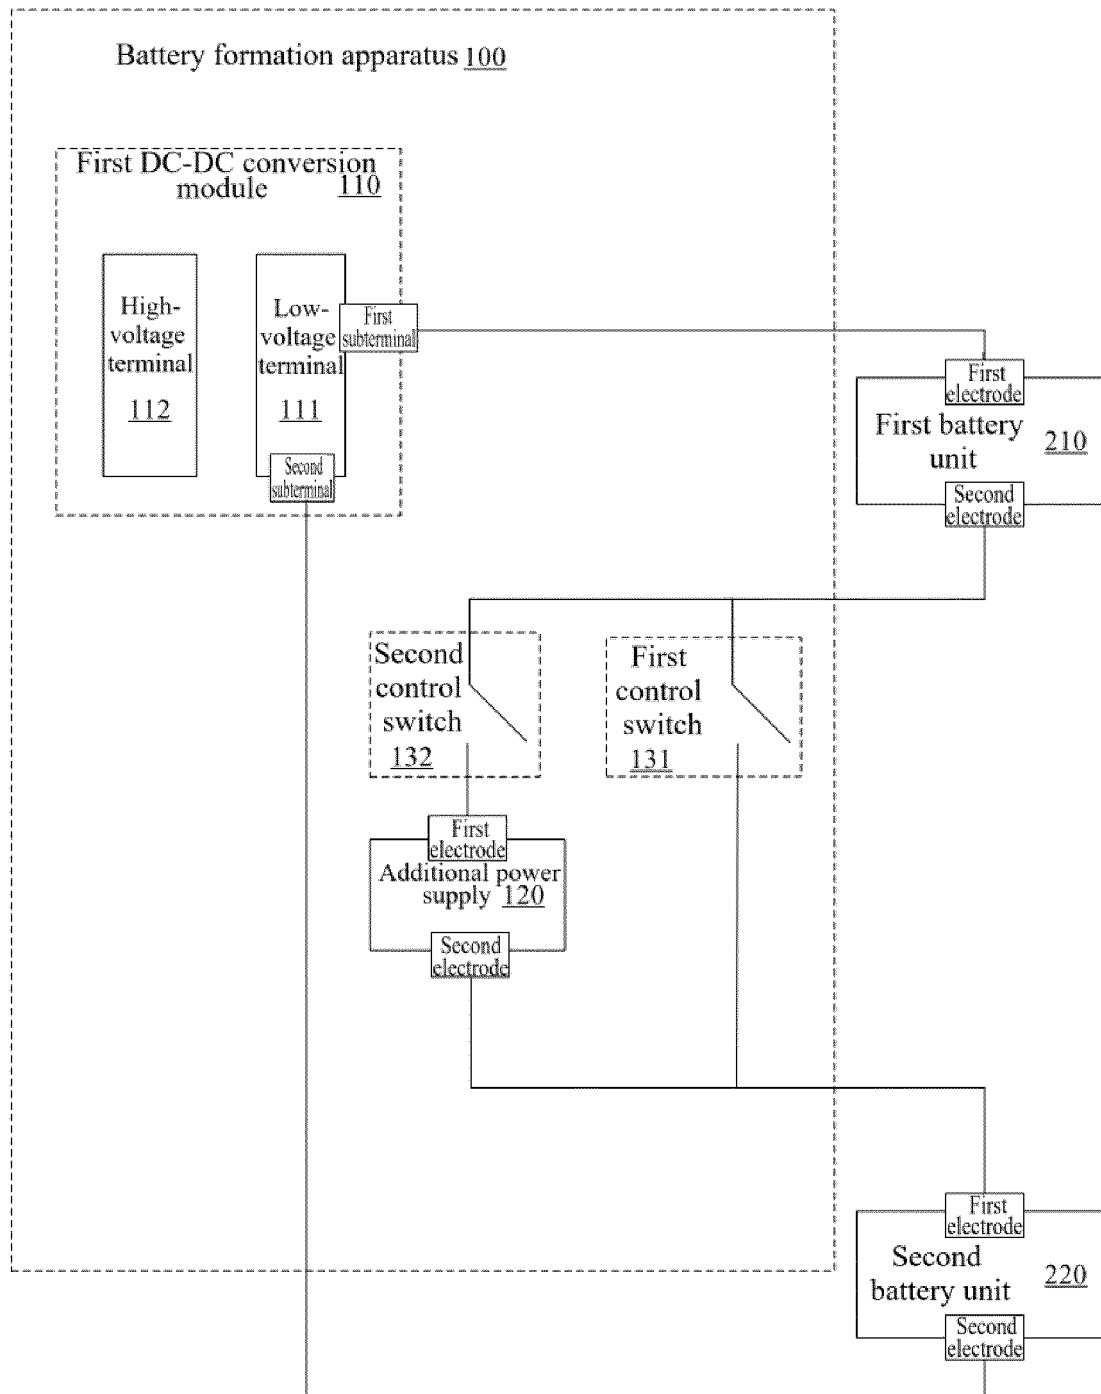 Battery formation apparatus 100
First DC-DC conversion
module 110
High-
voltage
terminal
112
Low-
voltage
terminal
111
First
subterminal
Second
subterminal
First
electrode
First battery
unit
210
Second
electrode
Second
control
switch
132
First
control
switch
131
First
electrode
Additional power
supply 120
Second
electrode
First
electrode
Second
battery unit
220
Second
electrode